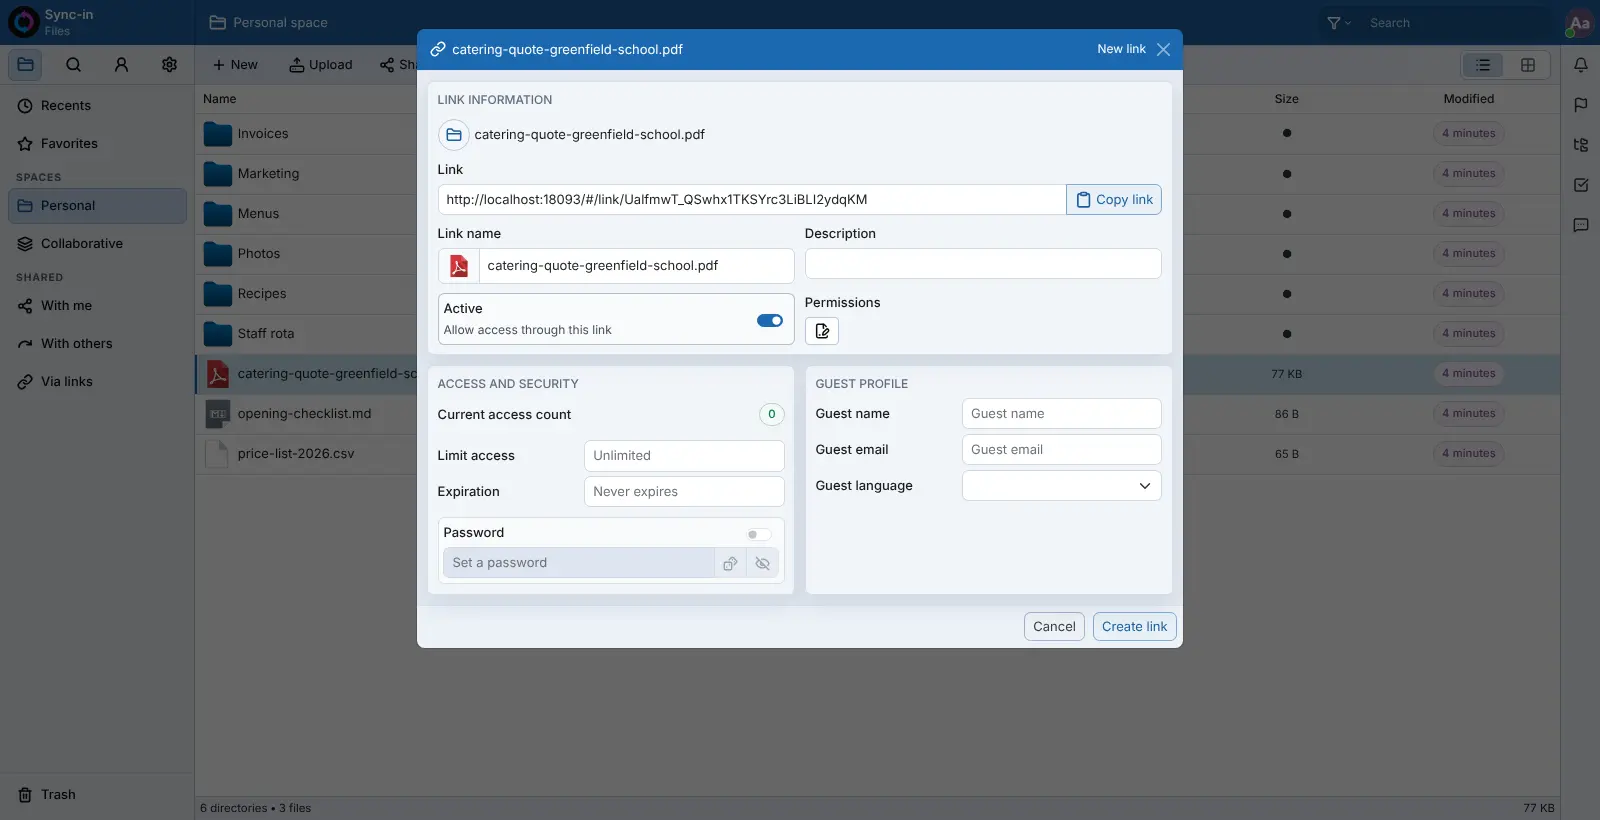 Sync-in
Files
Personal space
Search
Aa
New
Upload
Sha
Recents
Favorites
SPACES
Personal
Collaborative
SHARED
With me
With others
Via links
Trash
Name
Size
Modified
Invoices
4 minutes
Marketing
4 minutes
Menus
4 minutes
Photos
4 minutes
Recipes
4 minutes
Staff rota
4 minutes
catering-quote-greenfield-sc
77 KB
4 minutes
opening-checklist.md
86 B
4 minutes
price-list-2026.csv
65 B
4 minutes
6 directories • 3 files
77 KB
catering-quote-greenfield-school.pdf
New link
LINK INFORMATION
catering-quote-greenfield-school.pdf
Link
http://localhost:18093/#/link/UalfmwT_QSwhx1TKSYrc3LiBLI2ydqKM
Copy link
Link name
catering-quote-greenfield-school.pdf
Description
Active
Allow access through this link
Permissions
ACCESS AND SECURITY
Current access count
0
Limit access
Unlimited
Expiration
Never expires
Password
Set a password
GUEST PROFILE
Guest name
Guest name
Guest email
Guest email
Guest language
Cancel
Create link